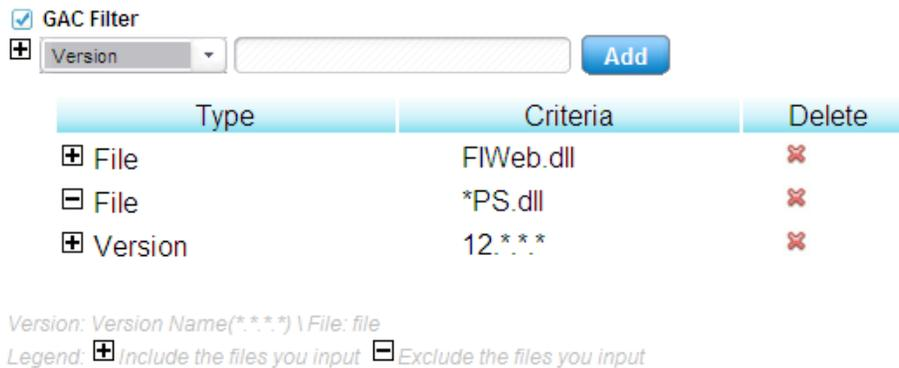 GAC Filter
Version Add
Type Criteria Delete
File FIWeb.dll
File *PS.dll
Version 12.*.*.*
Version: Version Name(*.*.*.*) \ File: file
Legend: Include the files you input Exclude the files you input